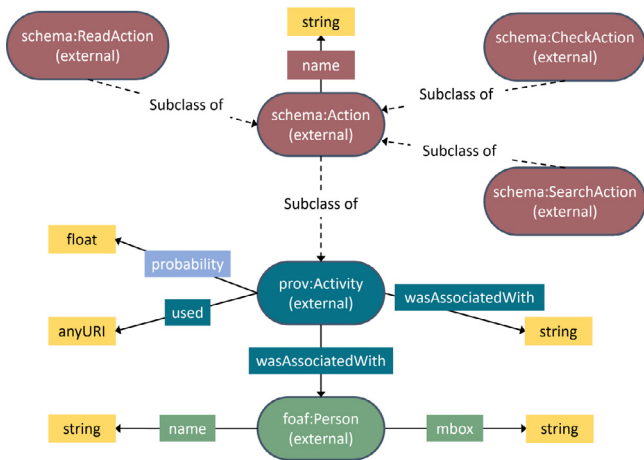 string
schema:ReadAction
(external)
schema:CheckAction
(external)
name
Subclass of
Subclass of
schema:Action
(external)
Subclass of
schema:SearchAction
(external)
Subclass of
float
probability
prov:Activity
(external)
wasAssociatedWith
used
anyURI
string
wasAssociatedWith
string
name
foaf:Person
(external)
mbox
string